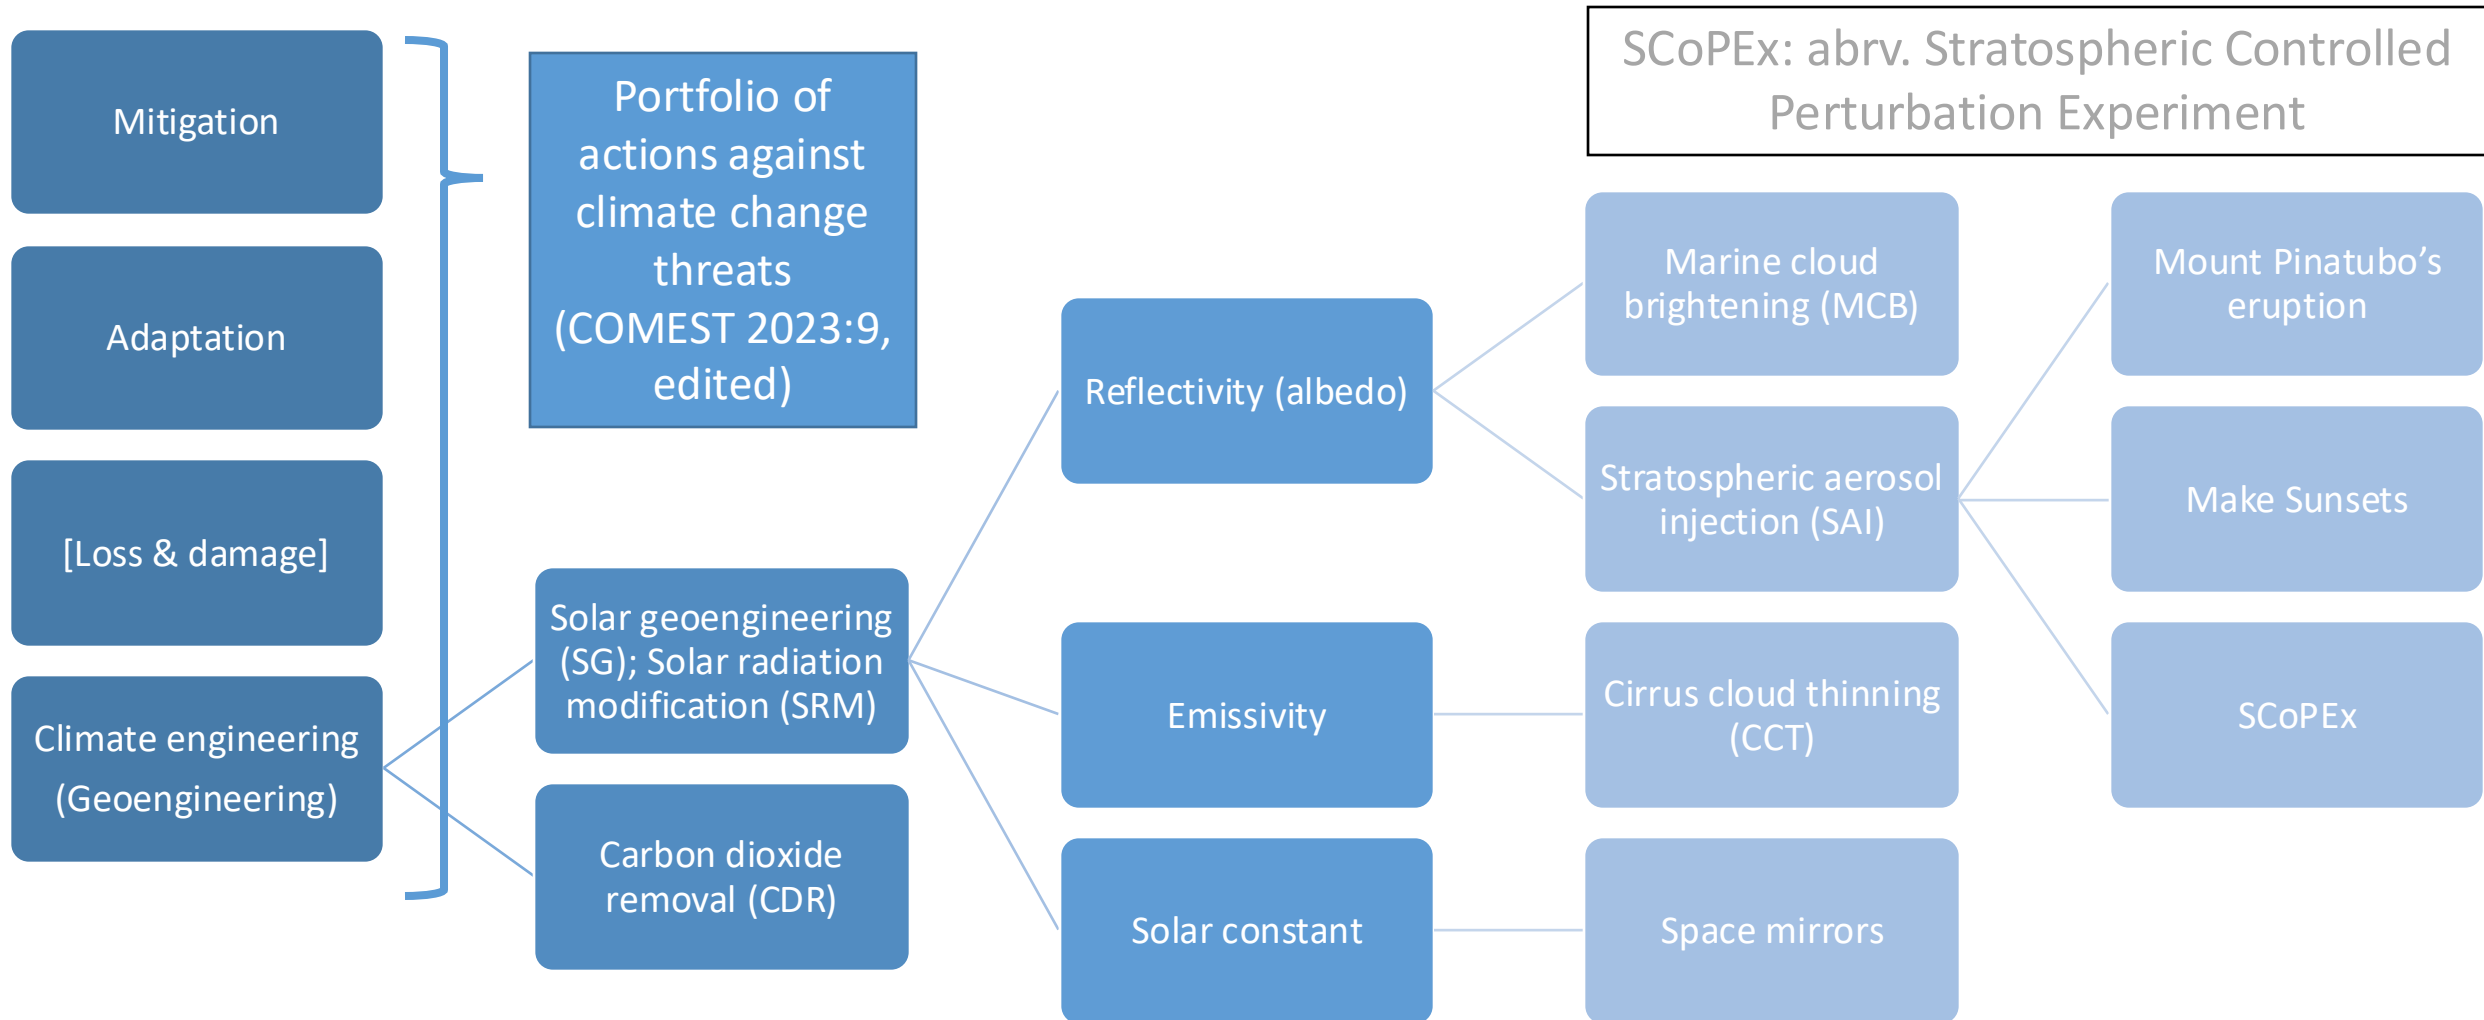 Mitigation
Adaptation
[Loss & damage]
Climate engineering
(Geoengineering)
Portfolio of
actions against
climate change
threats
(COMEST 2023:9,
edited)
Solar geoengineering
(SG); Solar radiation
modification (SRM)
Carbon dioxide
removal (CDR)
Reflectivity (albedo)
Emissivity
Solar constant
SCoPEx: abrv. Stratospheric Controlled
Perturbation Experiment
Marine cloud
brightening (MCB)
Stratospheric aerosol
injection (SAI)
Cirrus cloud thinning
(CCT)
Space mirrors
Mount Pinatubo’s
eruption
Make Sunsets
SCoPEx